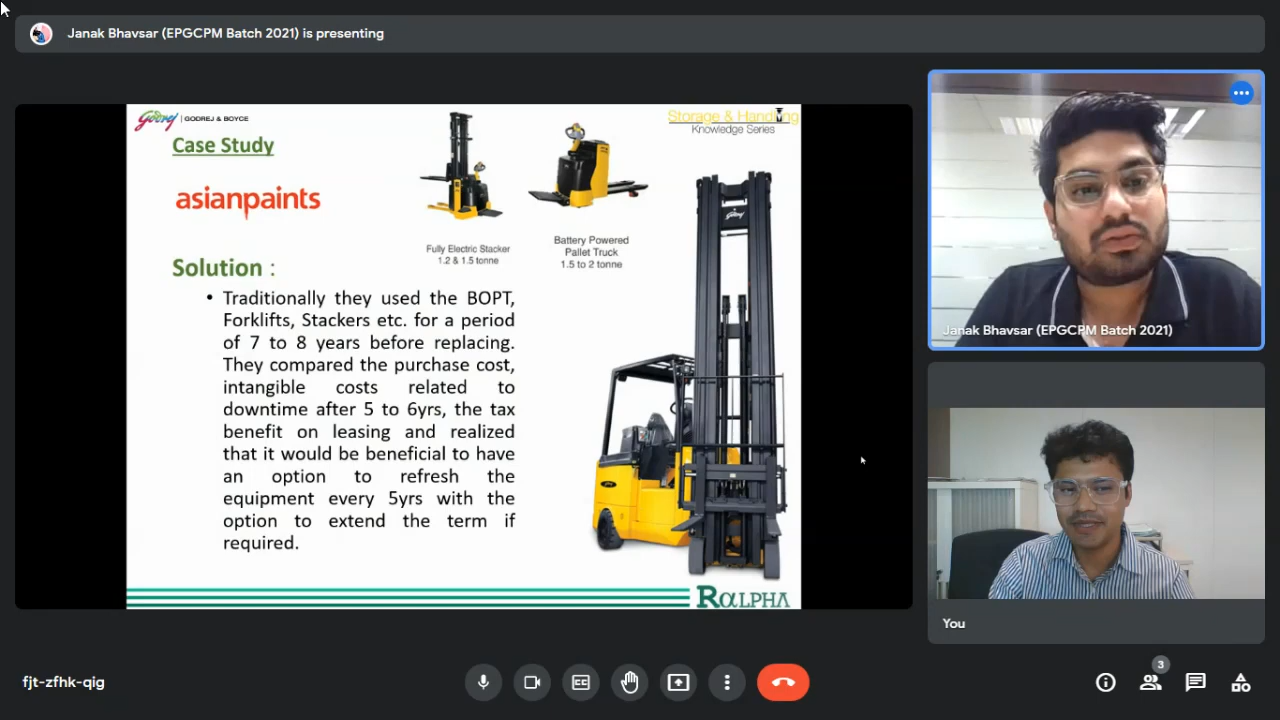 Janak Bhavsar (EPGCPM Batch 2021) is presenting
Godrej | GODREJ & BOYCE
Storage & Handling
Knowledge Series
Case Study
asianpaints
Fully Electric Stacker
1.2 & 1.5 tonne
Battery Powered
Pallet Truck
1.5 to 2 tonne
Solution :
• Traditionally they used the BOPT,
Forklifts, Stackers etc. for a period
of 7 to 8 years before replacing.
They compared the purchase cost,
intangible costs related to
downtime after 5 to 6yrs, the tax
benefit on leasing and realized
that it would be beneficial to have
an option to refresh the
equipment every 5yrs with the
option to extend the term if
required.
Godrej
RαLPHA
Janak Bhavsar (EPGCPM Batch 2021)
You
fjt-zfhk-qig
CC
3